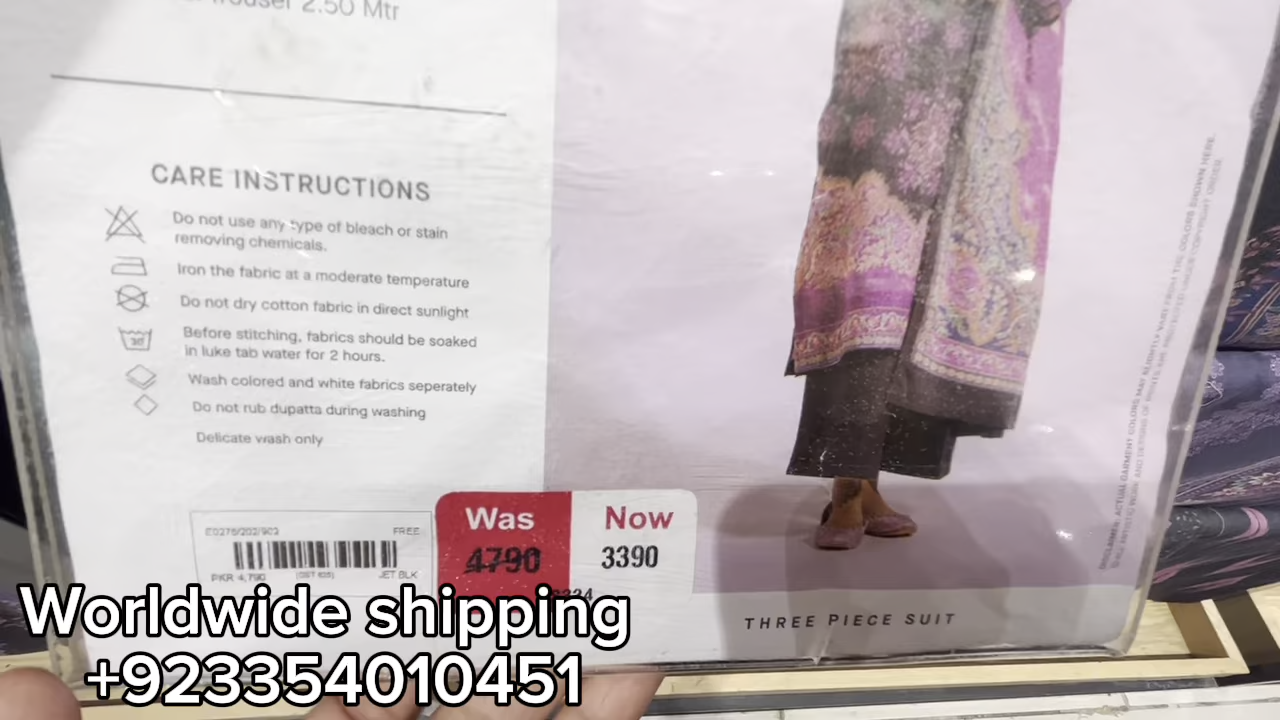 Trouser 2.50 Mtr
CARE INSTRUCTIONS
Do not use any type of bleach or stain
removing chemicals.
Iron the fabric at a moderate temperature
Do not dry cotton fabric in direct sunlight
30
Before stitching, fabrics should be soaked
in luke tab water for 2 hours.
Wash colored and white fabrics seperately
Do not rub dupatta during washing
Delicate wash only
FREE
PKR 4,790
JET BLK
Was
Now
4790
3390
THREE PIECE SUIT
Worldwide shipping
+923354010451